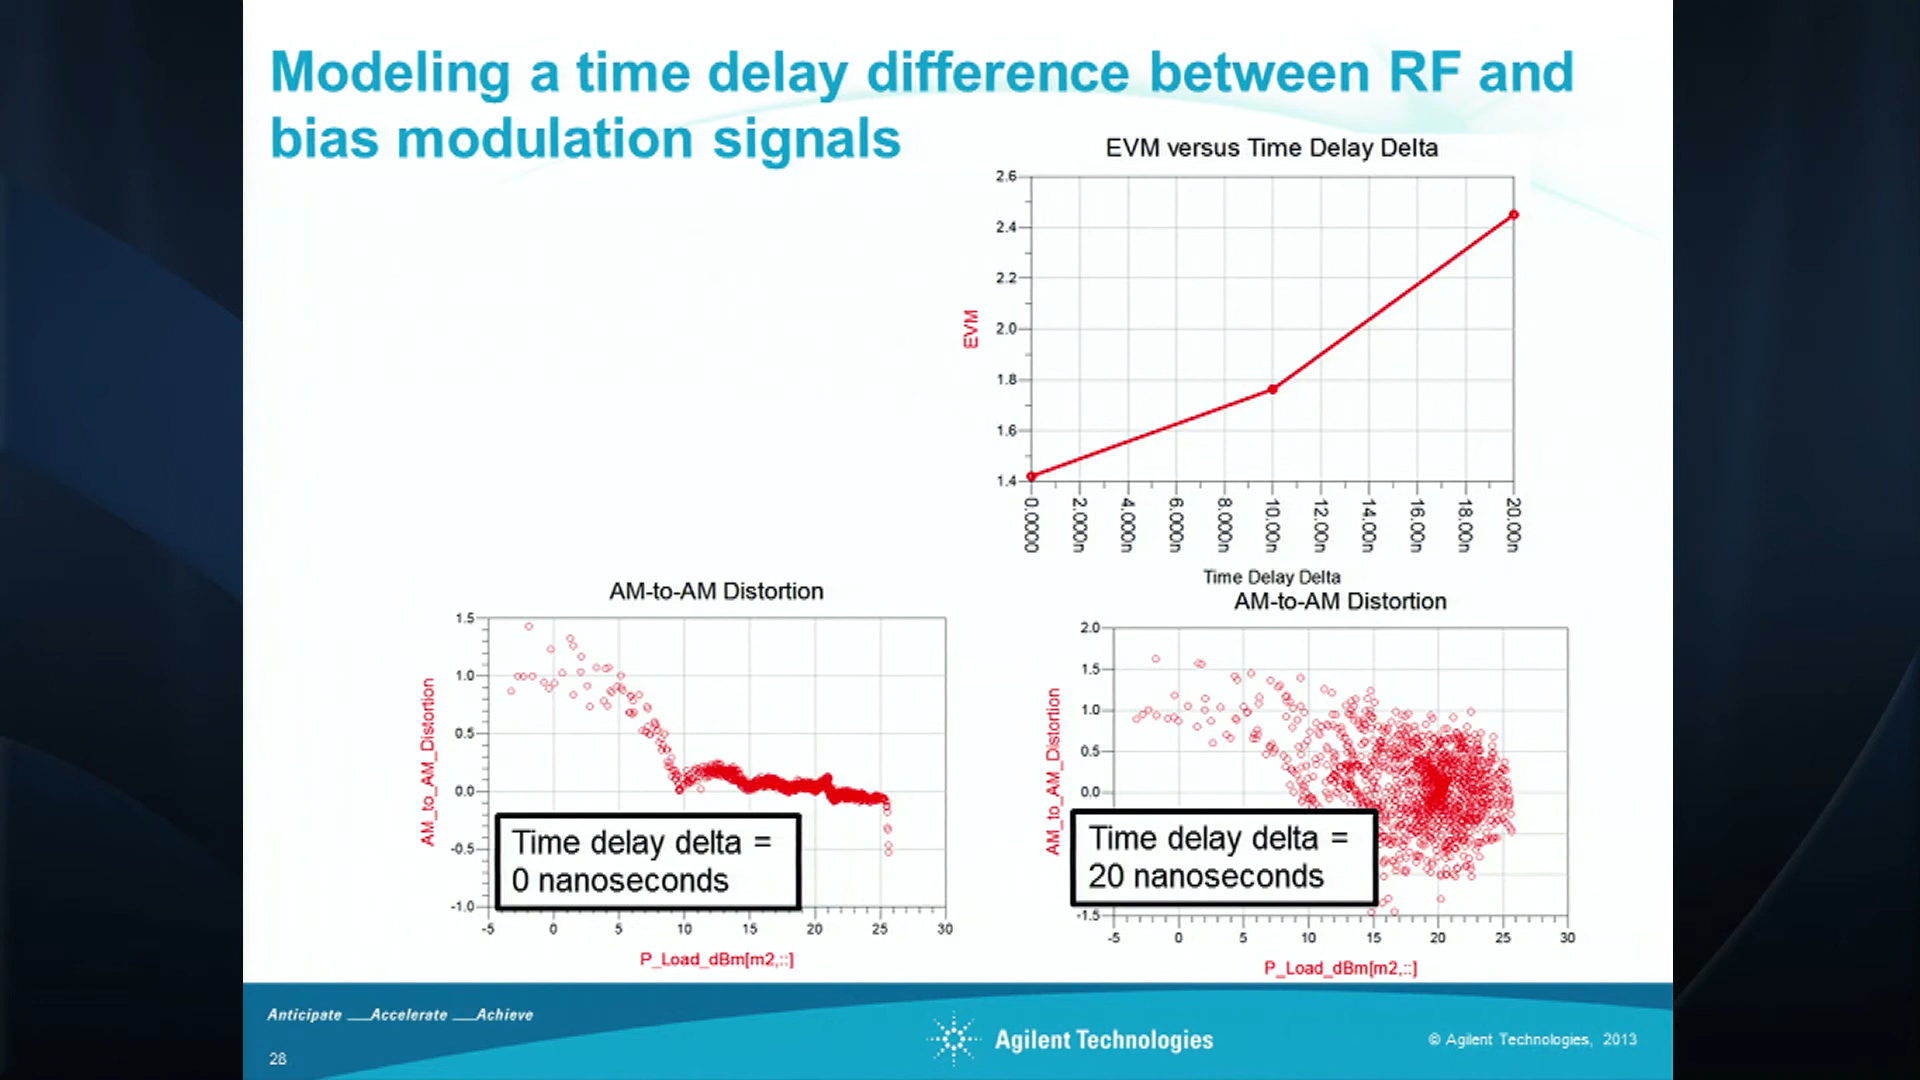 Modeling a time delay difference between RF and
bias modulation signals
EVM versus Time Delay Delta
2.6
2.4
2.2
2.0
1.8
1.6
1.4
EVM
0.0000
2.000n
4.000n
6.000n
8.000n
10.00n
12.00n
14.00n
16.00n
18.00n
20.00n
Time Delay Delta
AM-to-AM Distortion
1.5
1.0
0.5
0.0
-0.5
-1.0
AM_to_AM_Distortion
Time delay delta =
0 nanoseconds
-5 0 5 10 15 20 25 30
P_Load_dBm[m2,::]
AM-to-AM Distortion
2.0
1.5
1.0
0.5
0.0
-1.5
AM_to_AM_Distortion
Time delay delta =
20 nanoseconds
-5 0 5 10 15 20 25 30
P_Load_dBm[m2,::]
Anticipate __Accelerate __Achieve
28
Agilent Technologies
© Agilent Technologies, 2013